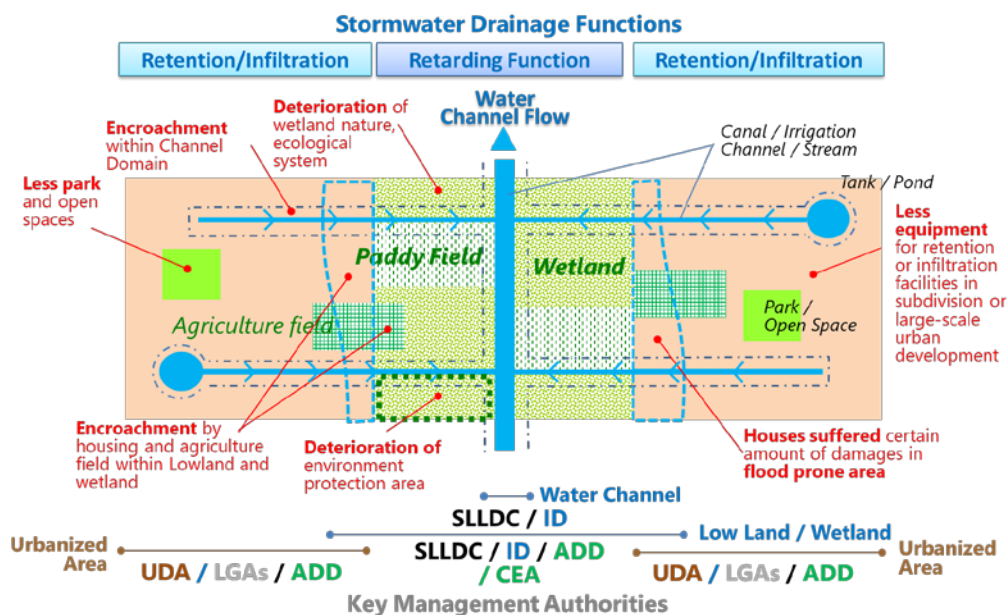 Stormwater Drainage Functions
Retention/Infiltration
Retarding Function
Retention/Infiltration
Water
Channel Flow
Deterioration of
wetland nature,
ecological
system
Encroachment
within Channel
Domain
Less park
and open
spaces
Canal / Irrigation
Channel / Stream
Tank / Pond
Less
equipment
for retention
or infiltration
facilities in
subdivision or
large-scale
urban
development
Paddy Field
Wetland
Agriculture field
Park /
Open Space
Encroachment by
housing and agriculture
field within Lowland and
wetland
Deterioration of
environment
protection area
Houses suffered certain
amount of damages in
flood prone area
Water Channel
SLLDC / ID
Low Land / Wetland
SLLDC / ID / ADD
/ CEA
Urbanized
Area
UDA / LGAs / ADD
UDA / LGAs / ADD
Urbanized
Area
Key Management Authorities